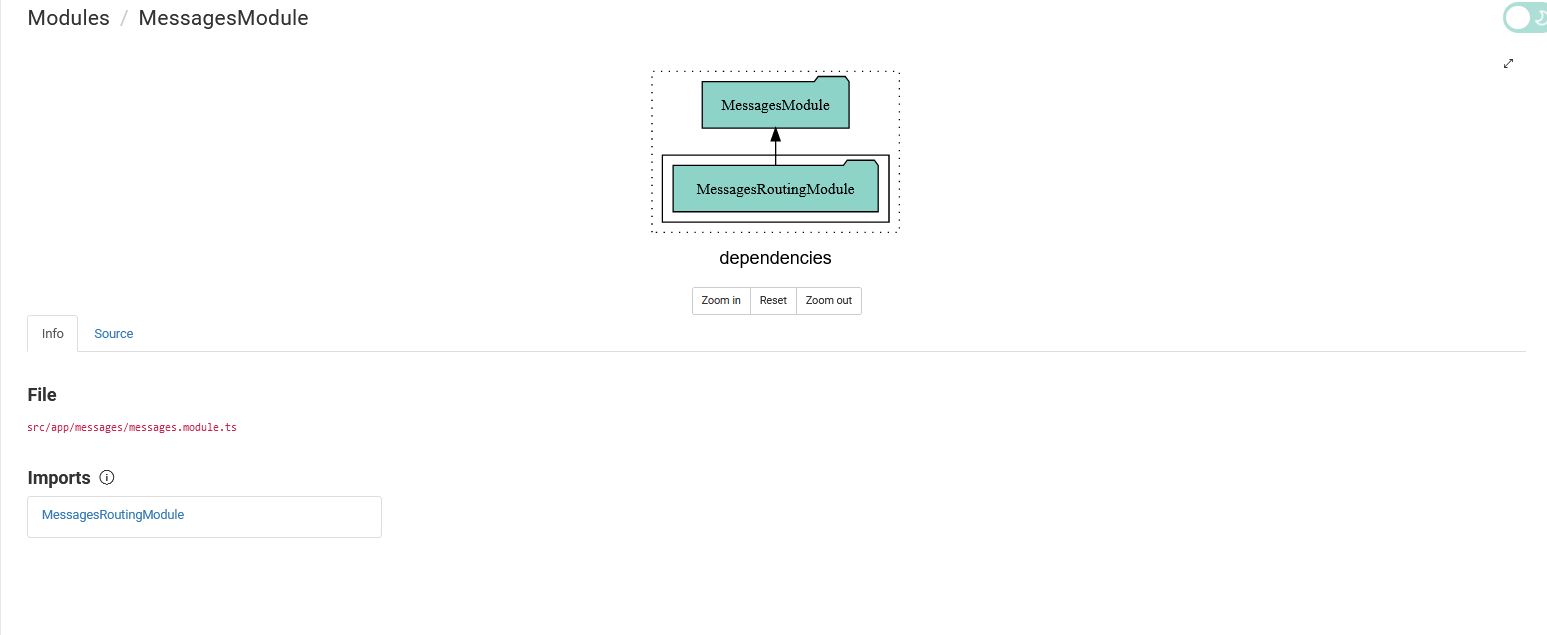 Modules / MessagesModule
MessagesModule
MessagesRoutingModule
dependencies
Zoom in Reset Zoom out
Info Source
File
src/app/messages/messages.module.ts
Imports
MessagesRoutingModule